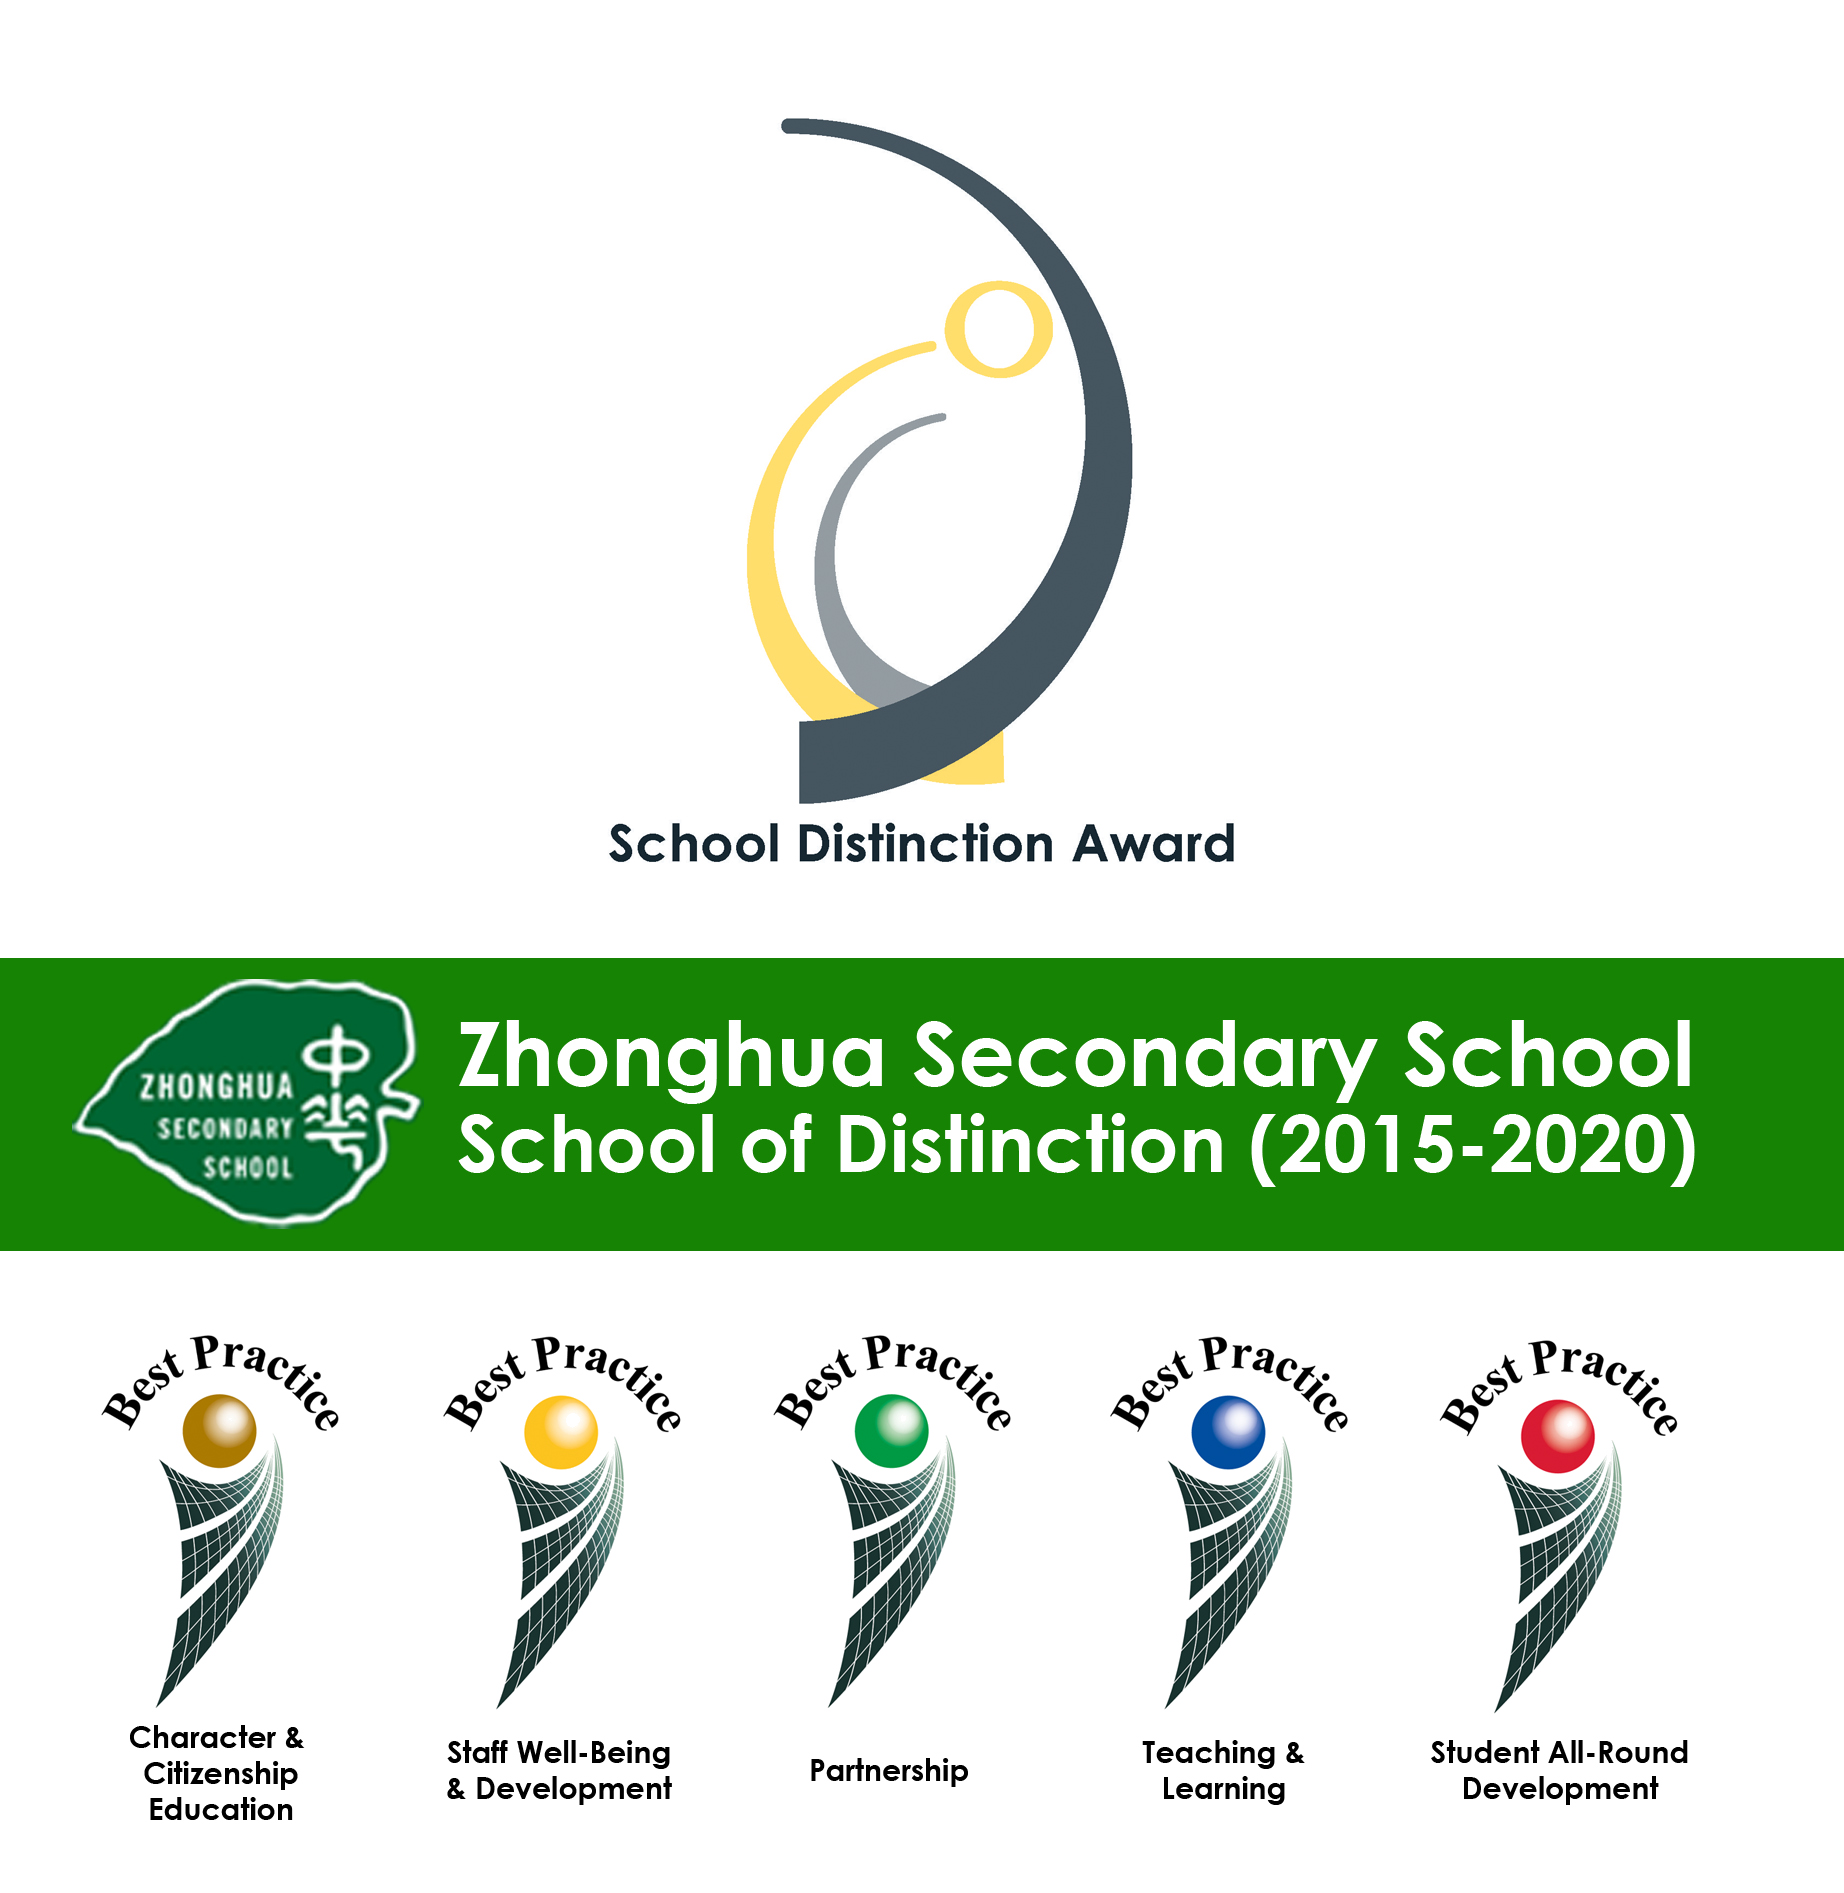 School Distinction Award
ZHONGHUA
SECONDARY
SCHOOL
中華
Zhonghua Secondary School
School of Distinction (2015-2020)
Best Practice
Best Practice
Best Practice
Best Practice
Best Practice
Character &
Citizenship
Education
Staff Well-Being
& Development
Partnership
Teaching &
Learning
Student All-Round
Development